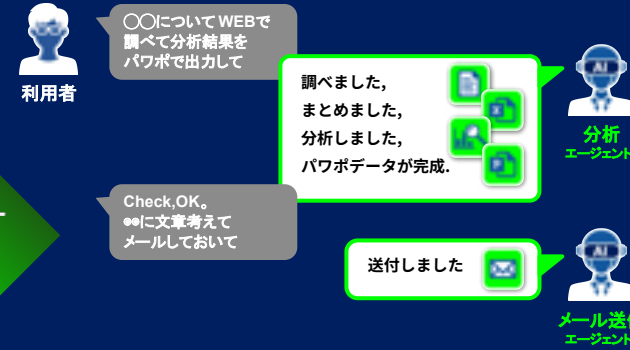 ◯◯についてWEBで
調べて分析結果を
パワポで出力して
利用者
調べました,
まとめました,
分析しました,
パワポデータが完成.
AI
分析
エージェント
Check,OK。
◉◉に文章考えて
メールしておいて
送付しました
AI
メール送信
エージェント